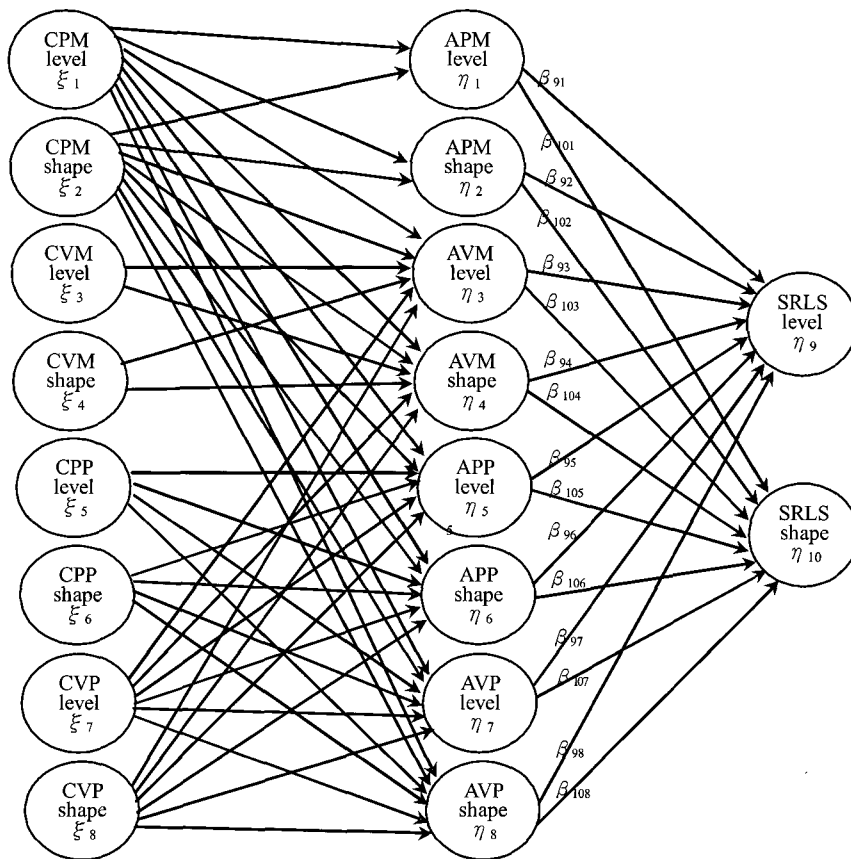 CPM
level
ξ 1
CPM
shape
ξ 2
CVM
level
ξ 3
CVM
shape
ξ 4
CPP
level
ξ 5
CPP
shape
ξ 6
CVP
level
ξ 7
CVP
shape
ξ 8
APM
level
η 1
APM
shape
η 2
AVM
level
η 3
AVM
shape
η 4
APP
level
η 5
5
APP
shape
η 6
AVP
level
η 7
AVP
shape
η 8
β 91
β 101
β 92
β 102
β 93
β 103
β 94
β 104
β 95
β 105
β 96
β 106
β 97
β 107
β 98
β 108
SRLS
level
η 9
SRLS
shape
η 10